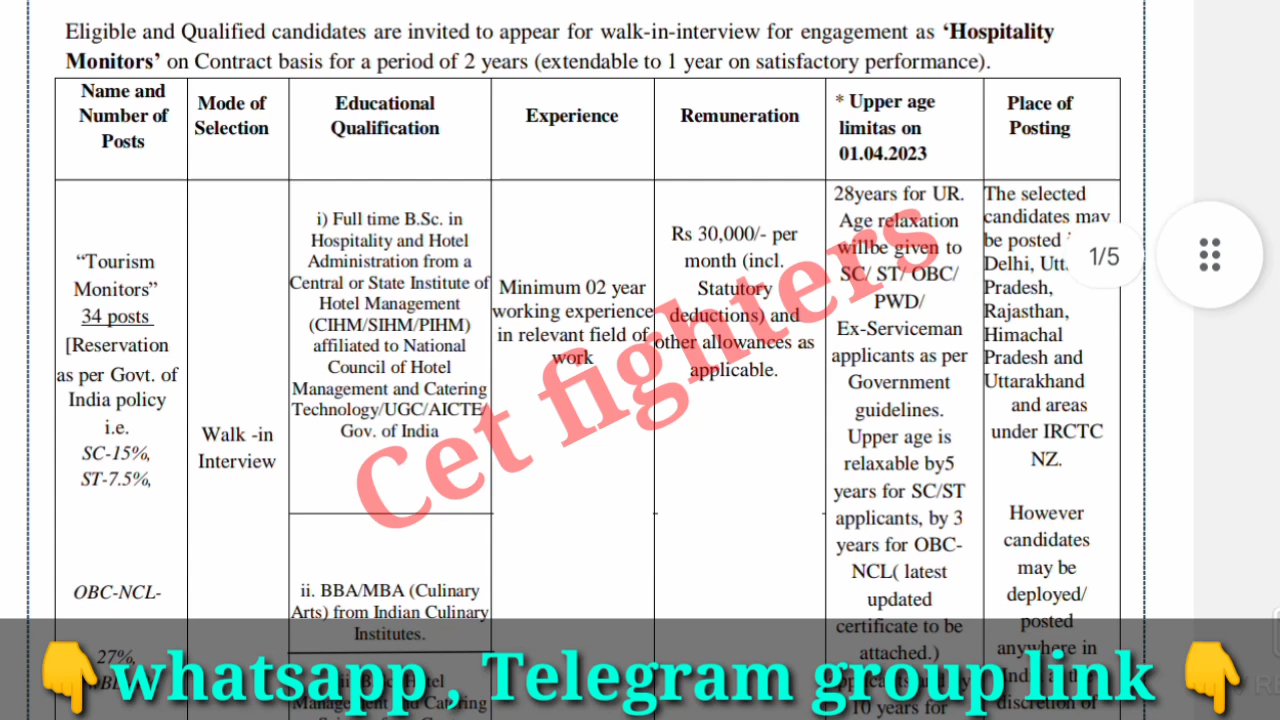 Eligible and Qualified candidates are invited to appear for walk-in-interview for engagement as ‘Hospitality
Monitors’ on Contract basis for a period of 2 years (extendable to 1 year on satisfactory performance).
Name and
Number of
Posts
Mode of
Selection
Educational
Qualification
Experience
Remuneration
* Upper age
limitas on
01.04.2023
Place of
Posting
“Tourism
Monitors”
34 posts
[Reservation
as per Govt. of
India policy
i.e.
SC-15%,
ST-7.5%,
OBC-NCL-
27%,
Walk -in
Interview
i) Full time B.Sc. in
Hospitality and Hotel
Administration from a
Central or State Institute of
Hotel Management
(CIHM/SIHM/PIHM)
affiliated to National
Council of Hotel
Management and Catering
Technology/UGC/AICTE/
Gov. of India
ii. BBA/MBA (Culinary
Arts) from Indian Culinary
Institutes.
Minimum 02 year
working experience
in relevant field of
work
Rs 30,000/- per
month (incl.
Statutory
deductions) and
other allowances as
applicable.
28years for UR.
Age relaxation
willbe given to
SC/ ST/ OBC/
PWD/
Ex-Serviceman
applicants as per
Government
guidelines.
Upper age is
relaxable by5
years for SC/ST
applicants, by 3
years for OBC-
NCL( latest
updated
certificate to be
attached.)
10 years for
The selected
candidates may
be posted
Delhi,
Pradesh,
Rajasthan,
Himachal
Pradesh and
Uttarakhand
and areas
under IRCTC
NZ.
However
candidates
may be
deployed/
posted
anywhere in
discretion of
1/5
Cet fighters
whatsapp , Telegram group link